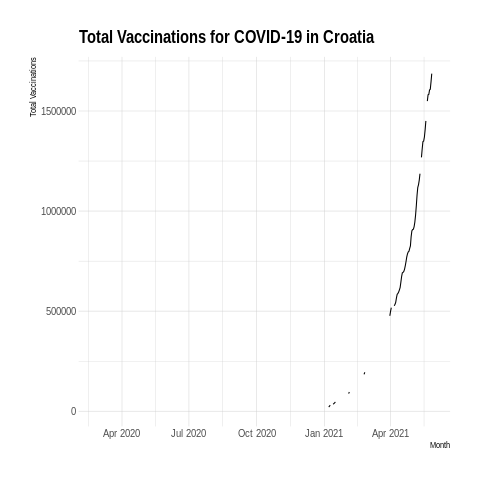 Total Vaccinations for COVID-19 in Croatia
Total Vaccinations
1500000
1000000
500000
0
Apr 2020 Jul 2020 Oct 2020 Jan 2021 Apr 2021
Month